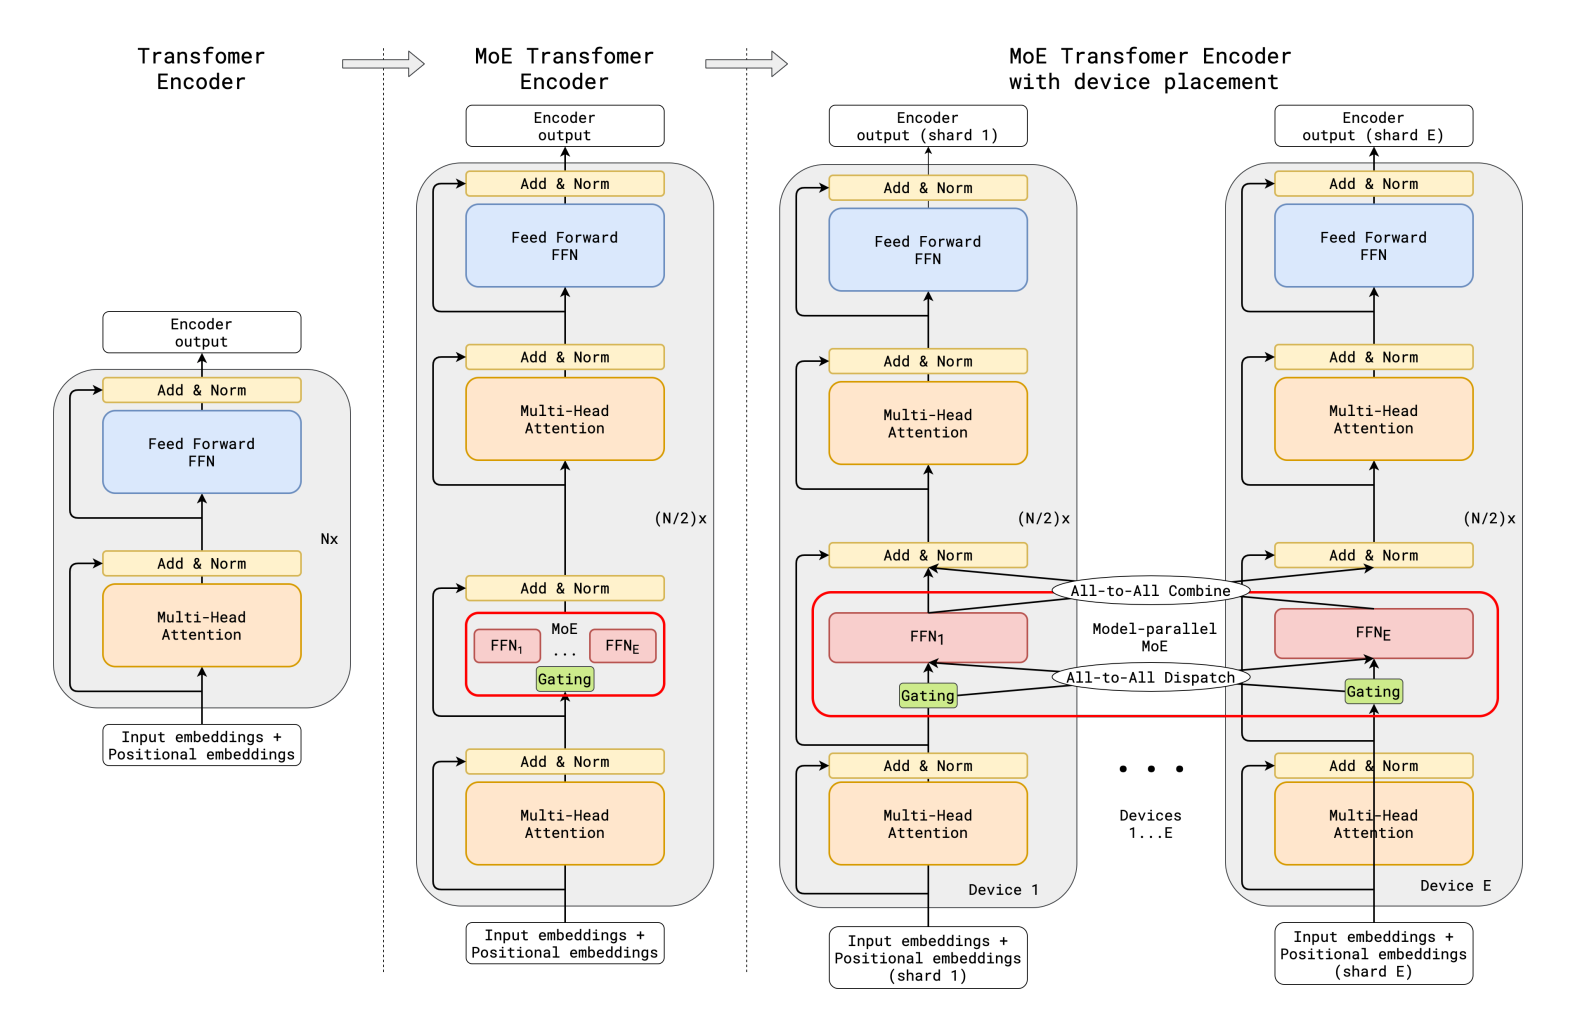 Transfomer
Encoder
MoE Transfomer
Encoder
MoE Transfomer Encoder
with device placement
Encoder
output
Add & Norm
Feed Forward
FFN
Add & Norm
Multi-Head
Attention
Nx
Input embeddings +
Positional embeddings
Encoder
output
Add & Norm
Feed Forward
FFN
Add & Norm
Multi-Head
Attention
(N/2)x
Add & Norm
MoE
FFN1
...
FFNE
Gating
Add & Norm
Multi-Head
Attention
Input embeddings +
Positional embeddings
Encoder
output (shard 1)
Add & Norm
Feed Forward
FFN
Add & Norm
Multi-Head
Attention
(N/2)x
Add & Norm
FFN1
Gating
Add & Norm
Multi-Head
Attention
Device 1
Input embeddings +
Positional embeddings
(shard 1)
All-to-All Combine
Model-parallel
MoE
All-to-All Dispatch
Devices
1...E
Encoder
output (shard E)
Add & Norm
Feed Forward
FFN
Add & Norm
Multi-Head
Attention
(N/2)x
Add & Norm
FFNE
Gating
Add & Norm
Multi-Head
Attention
Device E
Input embeddings +
Positional embeddings
(shard E)